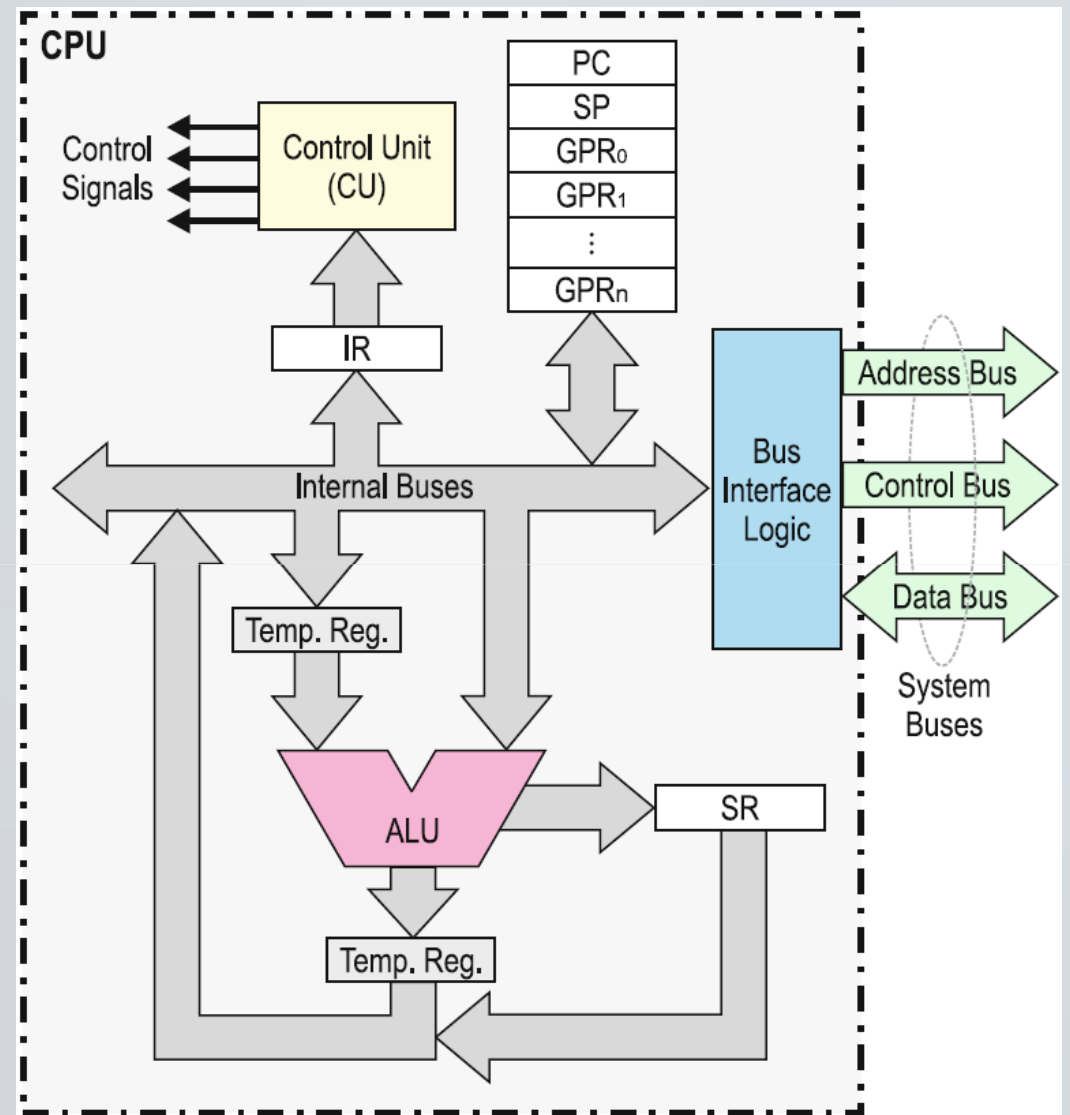 CPU
PC
SP
GPR0
GPR1
⋮
GPRn
Control
Signals
Control Unit
(CU)
IR
Internal Buses
Bus
Interface
Logic
Address Bus
Control Bus
Data Bus
System
Buses
Temp. Reg.
ALU
SR
Temp. Reg.